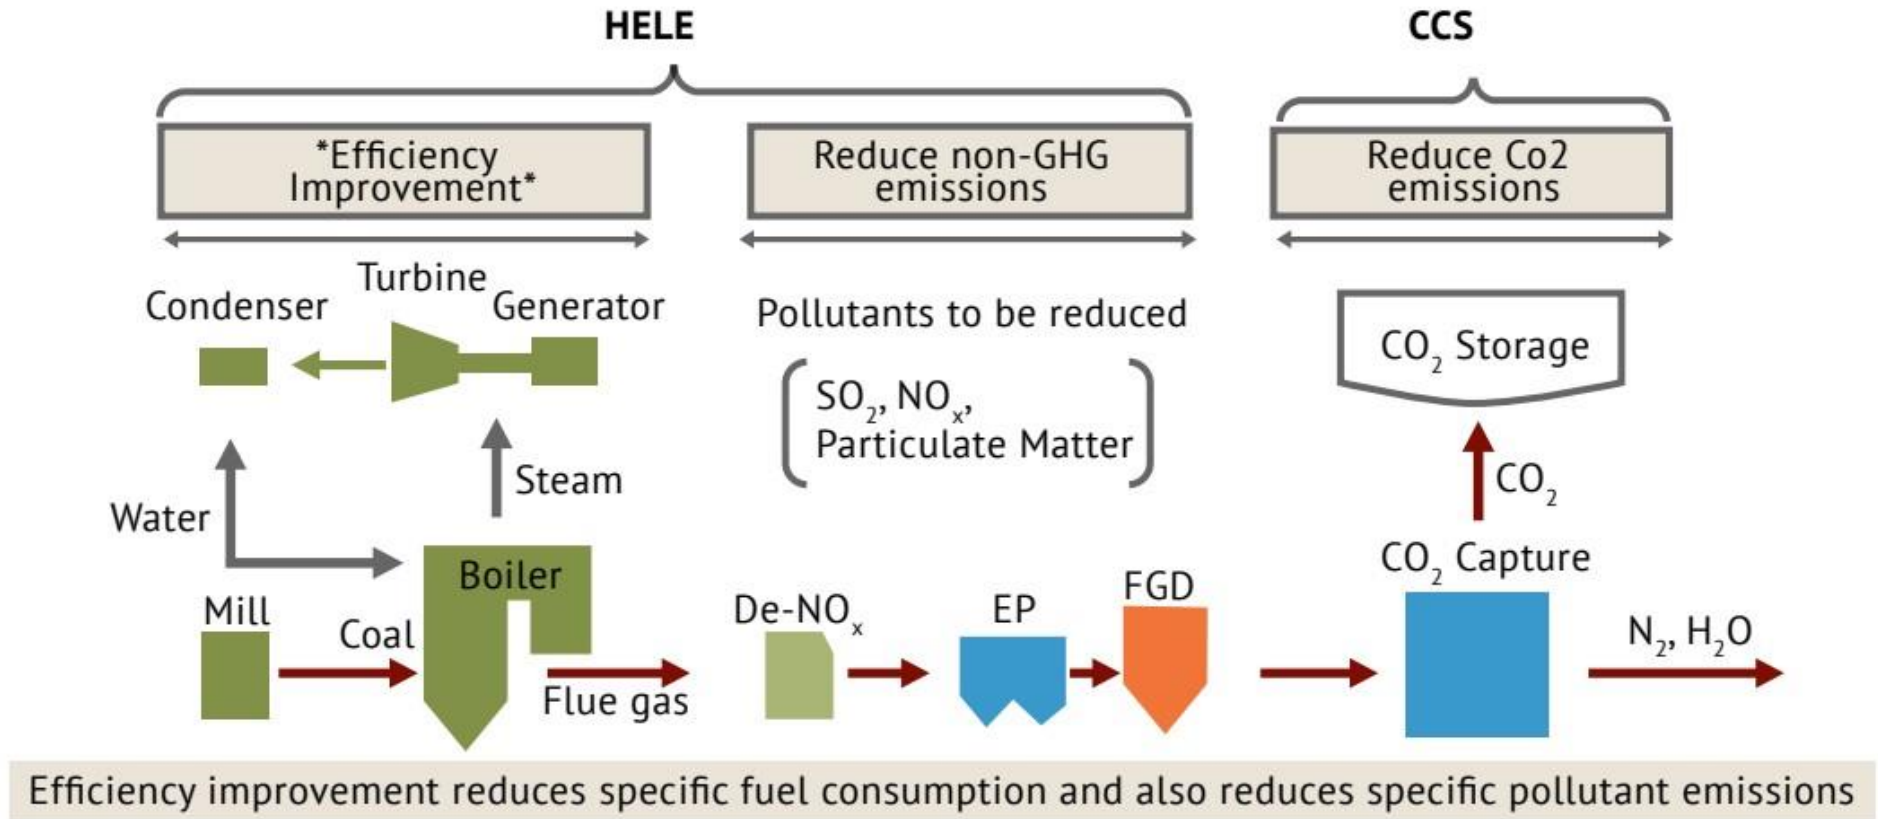 HELE
CCS
*Efficiency
Improvement*
Reduce non-GHG
emissions
Reduce Co2
emissions
Condenser
Turbine
Generator
Pollutants to be reduced
SO₂, NOₓ,
Particulate Matter
CO₂ Storage
Water
Steam
CO₂
Mill
Coal
Boiler
Flue gas
De-NOₓ
EP
FGD
CO₂ Capture
N₂, H₂O
Efficiency improvement reduces specific fuel consumption and also reduces specific pollutant emissions